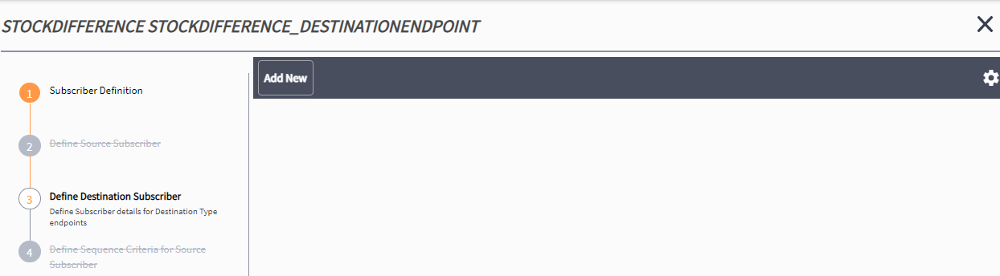 STOCKDIFFERENCE STOCKDIFFERENCE_DESTINATIONENDPOINT
Add New
1 Subscriber Definition
2 Define Source Subscriber
3 Define Destination Subscriber
Define Subscriber details for Destination Type
endpoints
4 Define Sequence Criteria for Source
Subscriber